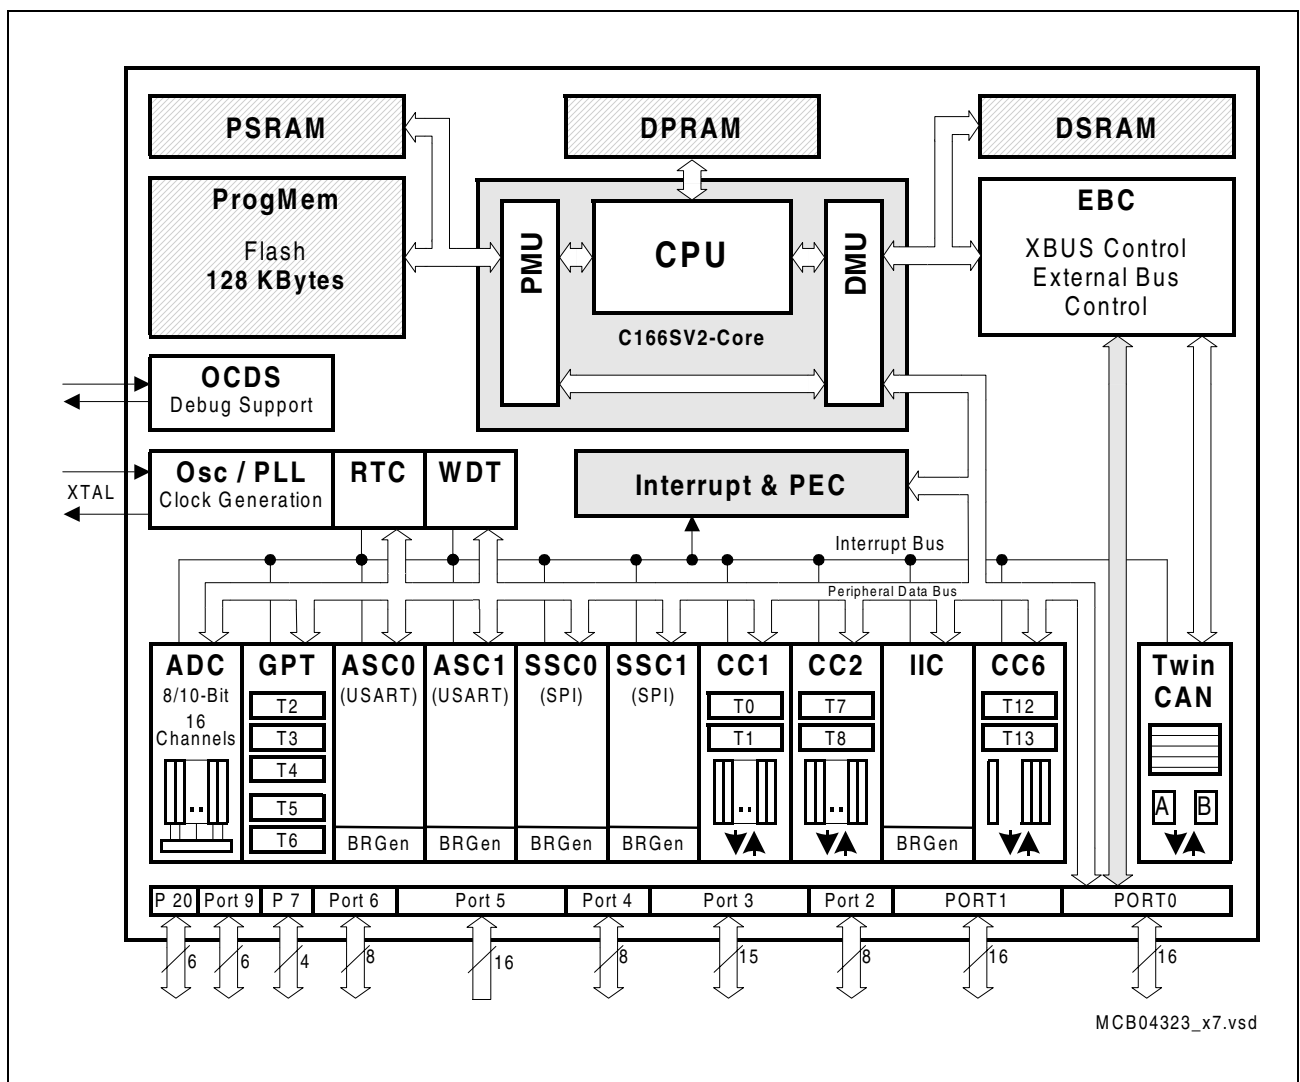 PSRAM
DPRAM
DSRAM
ProgMem
Flash
128 KBytes
PMU
CPU
DMU
C166SV2-Core
EBC
XBUS Control
External Bus
Control
OCDS
Debug Support
Osc / PLL
Clock Generation
RTC
WDT
XTAL
Interrupt & PEC
Interrupt Bus
Peripheral Data Bus
ADC
8/10-Bit
16
Channels
GPT
T2
T3
T4
T5
T6
ASC0
(USART)
BRGen
ASC1
(USART)
BRGen
SSC0
(SPI)
BRGen
SSC1
(SPI)
BRGen
CC1
T0
T1
CC2
T7
T8
IIC
BRGen
CC6
T12
T13
Twin
CAN
A B
P 20 Port 9 P 7 Port 6 Port 5 Port 4 Port 3 Port 2 PORT1 PORT0
6 6 4 8 16 8 15 8 16 16
MCB04323_x7.vsd